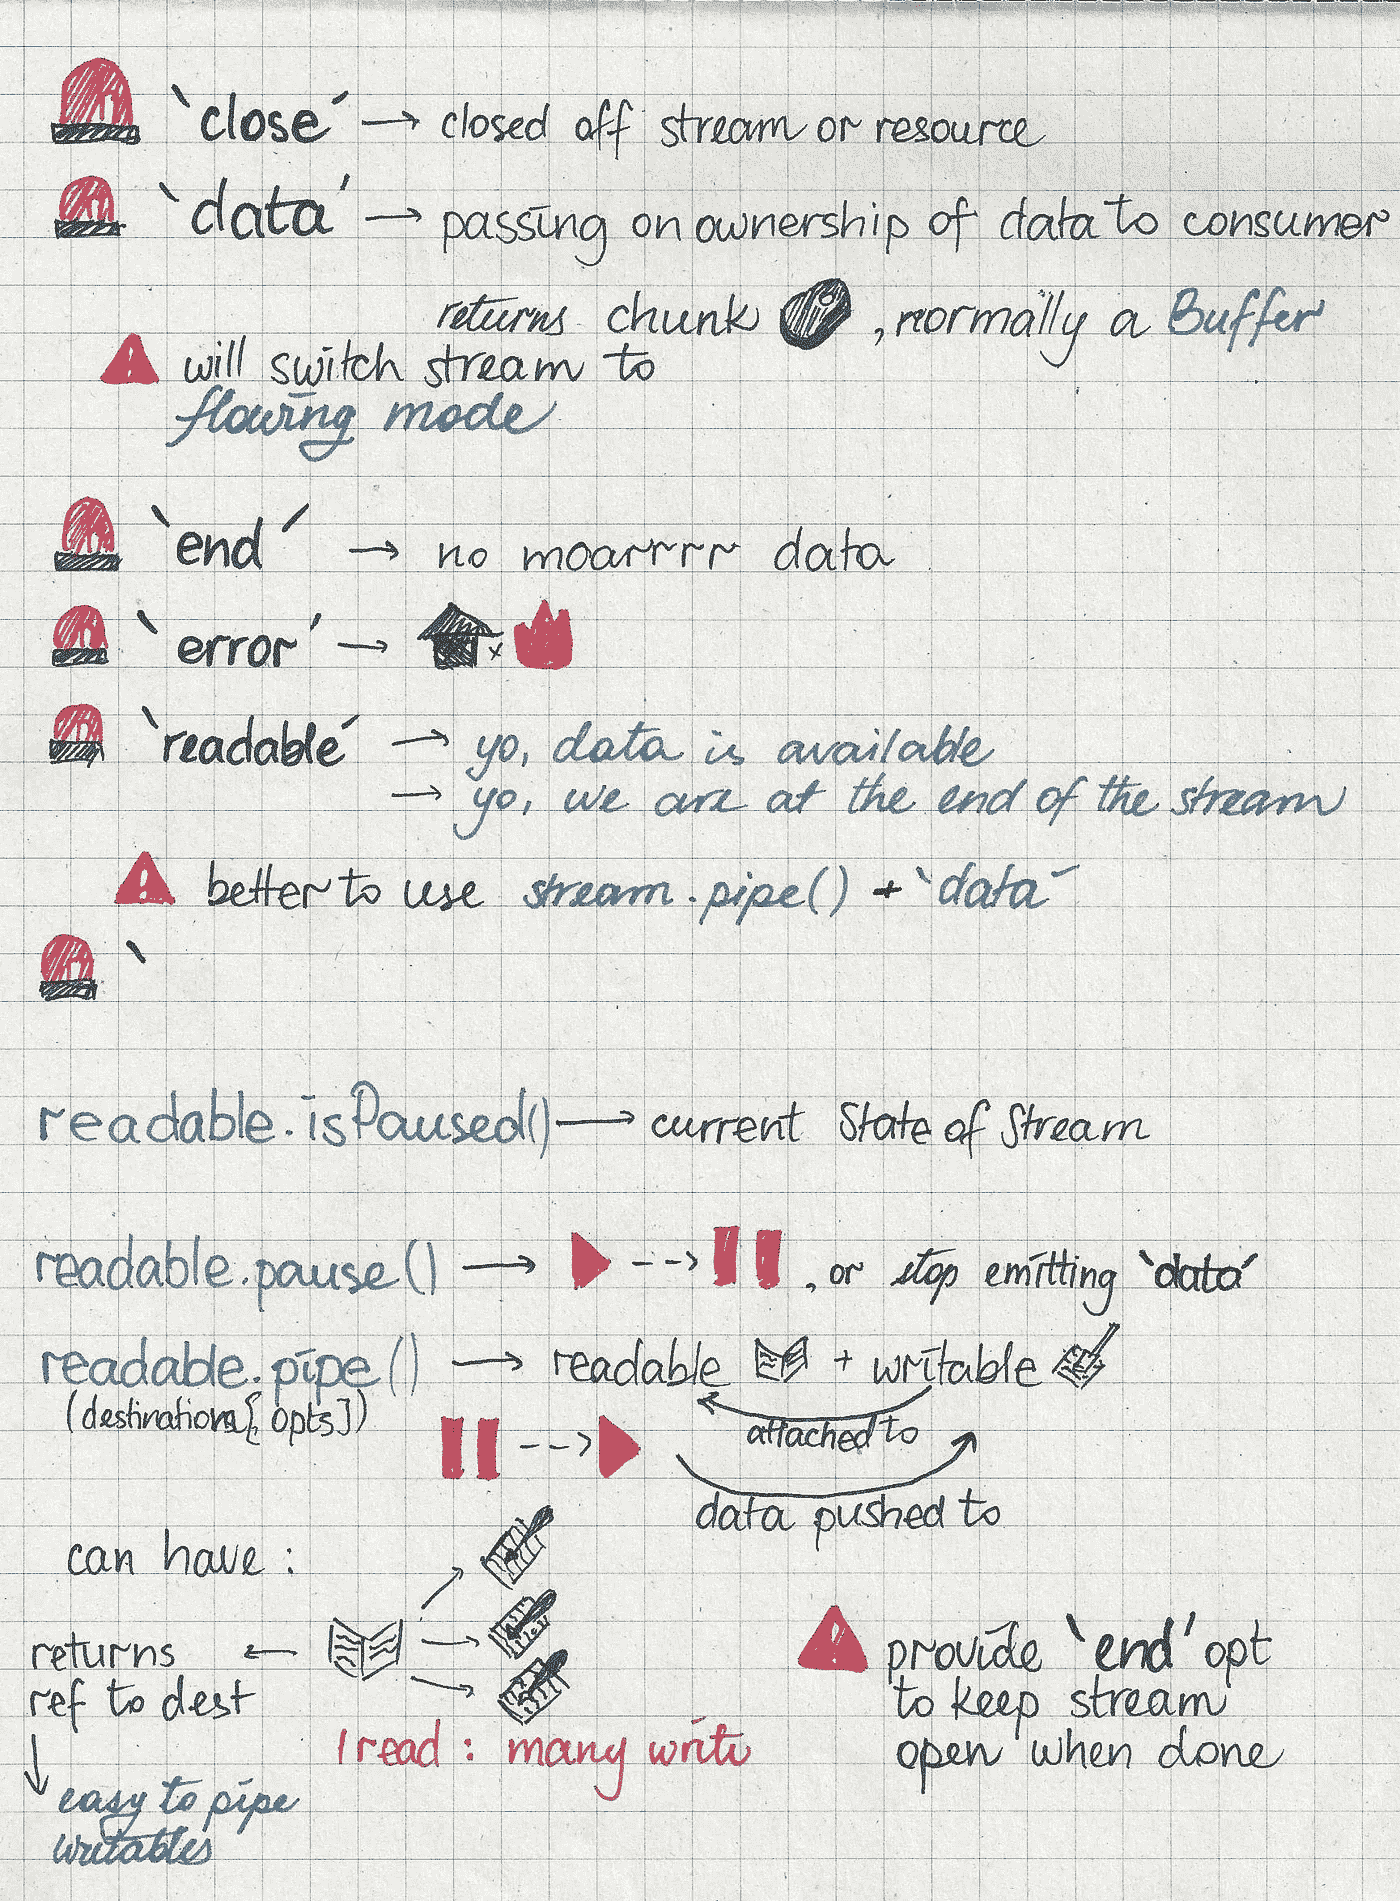 `close´ → closed off stream or resource
`data´ → passing on ownership of data to consumer
returns chunk , normally a Buffer
! will switch stream to
flowing mode
`end´ → no moarrrr data
`error´ →
x
`readable´ → yo, data is available
→ yo, we are at the end of the stream
! better to use stream.pipe() + `data´
`
readable.isPaused() → current State of Stream
readable.pause() → --> , or stop emitting `data´
readable.pipe() → readable + writable
(destination[, opts])
attached to
-->
data pushed to
can have :
returns ←
ref to dest
1 read : many write
↓
easy to pipe
writables
! provide `end´ opt
to keep stream
open when done